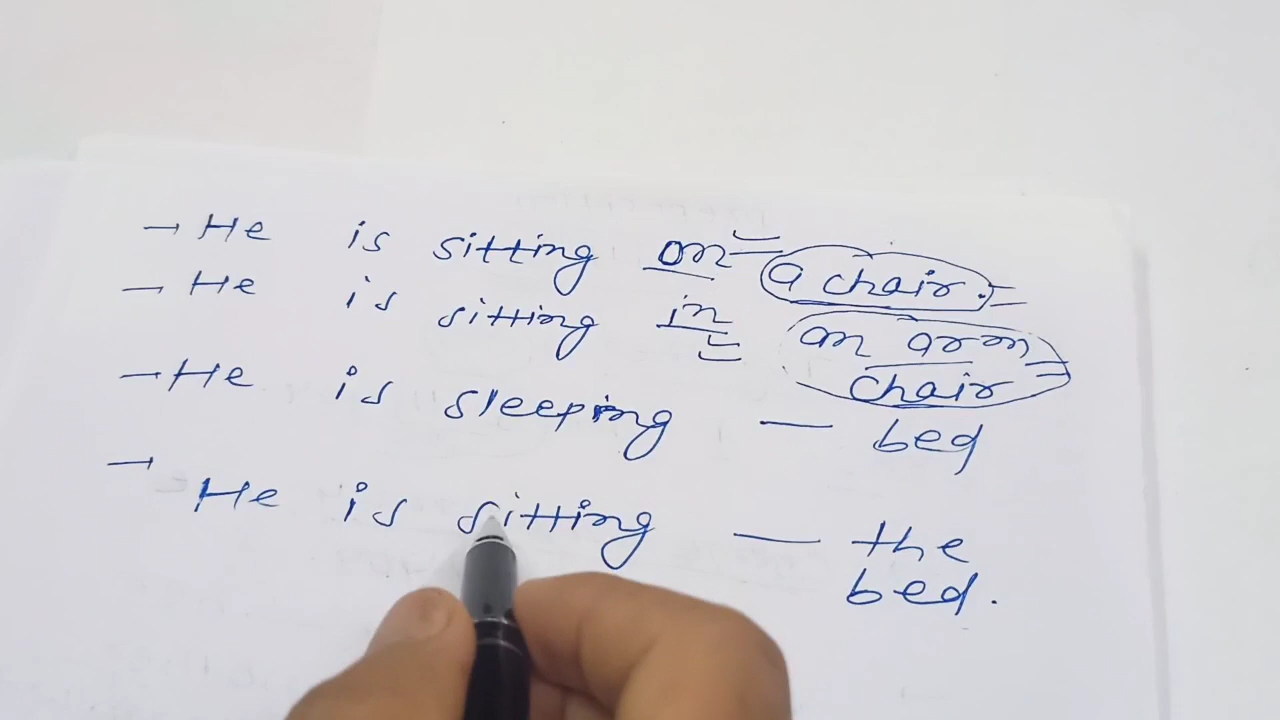 → He is sitting on a chair.
→ He is sitting in an arm
chair
→ He is sleeping — bed
→ He is sitting — the
bed.